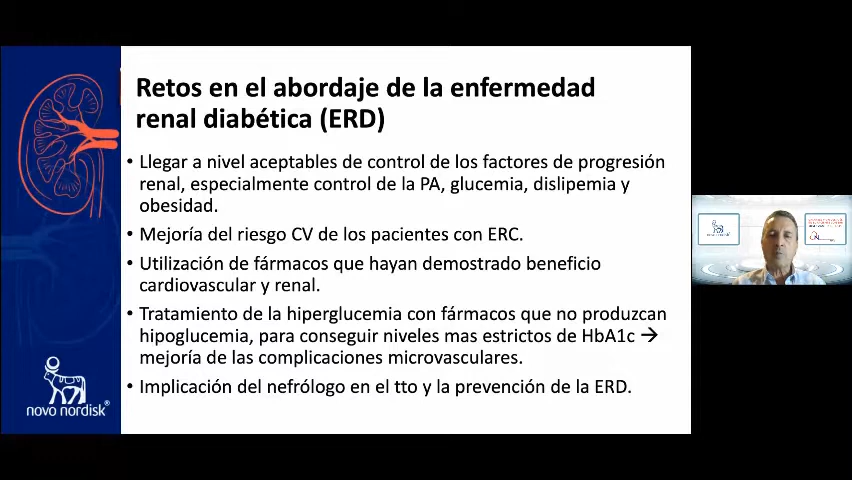 Retos en el abordaje de la enfermedad
renal diabética (ERD)
• Llegar a nivel aceptables de control de los factores de progresión
renal, especialmente control de la PA, glucemia, dislipemia y
obesidad.
• Mejoría del riesgo CV de los pacientes con ERC.
• Utilización de fármacos que hayan demostrado beneficio
cardiovascular y renal.
• Tratamiento de la hiperglucemia con fármacos que no produzcan
hipoglucemia, para conseguir niveles mas estrictos de HbA1c →
mejoría de las complicaciones microvasculares.
• Implicación del nefrólogo en el tto y la prevención de la ERD.
novo nordisk®
novo nordisk